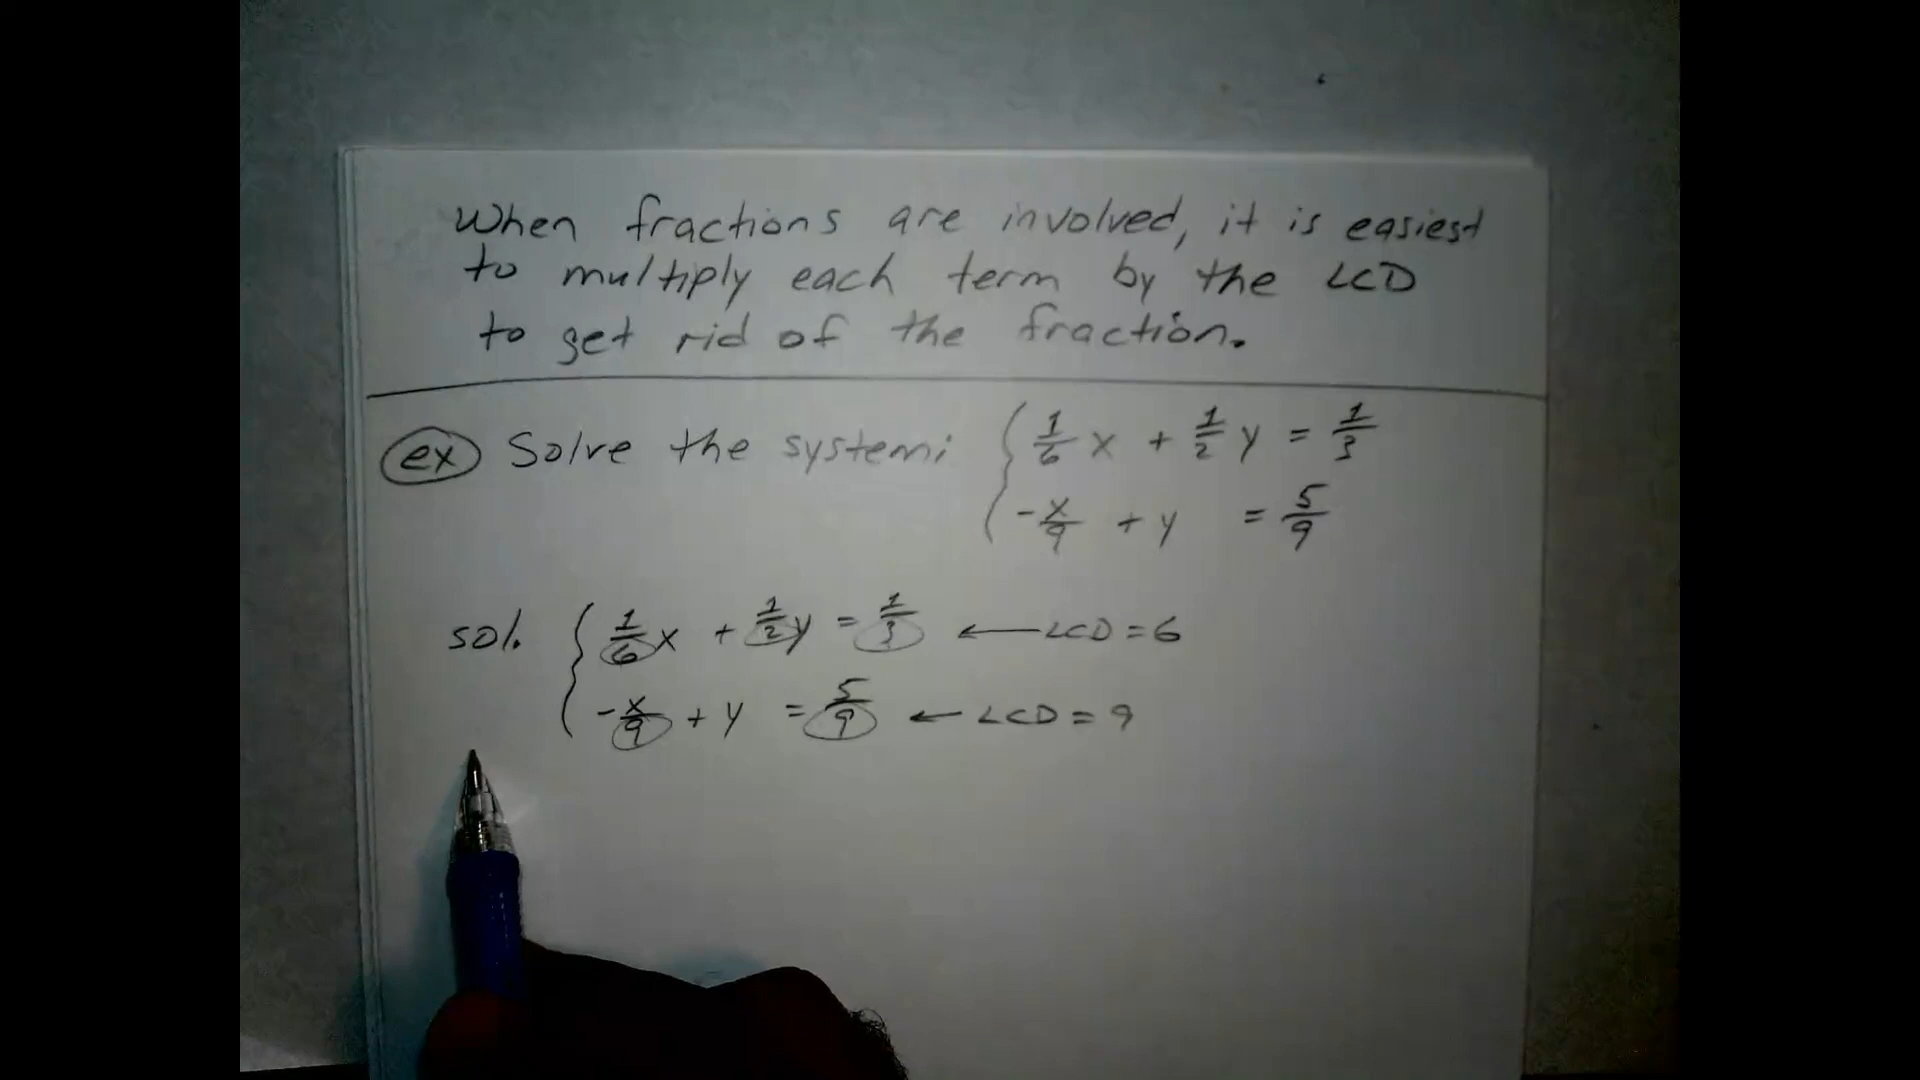 When fractions are involved, it is easiest
to multiply each term by the LCD
to get rid of the fraction.
ex Solve the system: { 1/6 x + 1/2 y = 1/3
-x/9 + y = 5/9
sol. { 1/6 x + 1/2 y = 1/3 ← LCD = 6
-x/9 + y = 5/9 ← LCD = 9